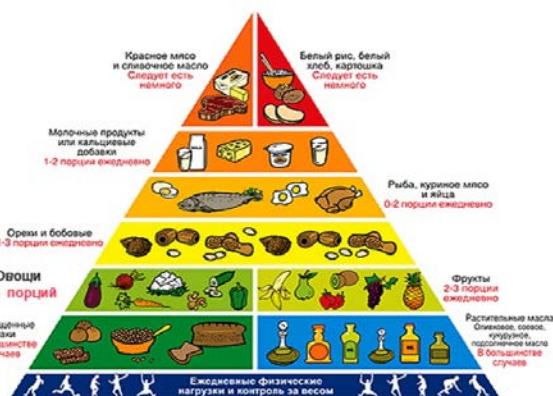 Красное мясо
и сливочное масло
Следует есть
немного
Белый рис, белый
хлеб, картошка
Следует есть
немного
Молочные продукты
или кальциевые
добавки
1-2 порции ежедневно
Рыба, куриное мясо
и яйца
0-2 порции ежедневно
Орехи и бобовые
1-3 порции ежедневно
Овощи
порций
Фрукты
2-3 порции
ежедневно
Растительные масла
Оливковое, соевое,
кукурузное,
подсолнечное масло
В большинстве
случаев
Ежедневные физические
нагрузки и контроль за весом